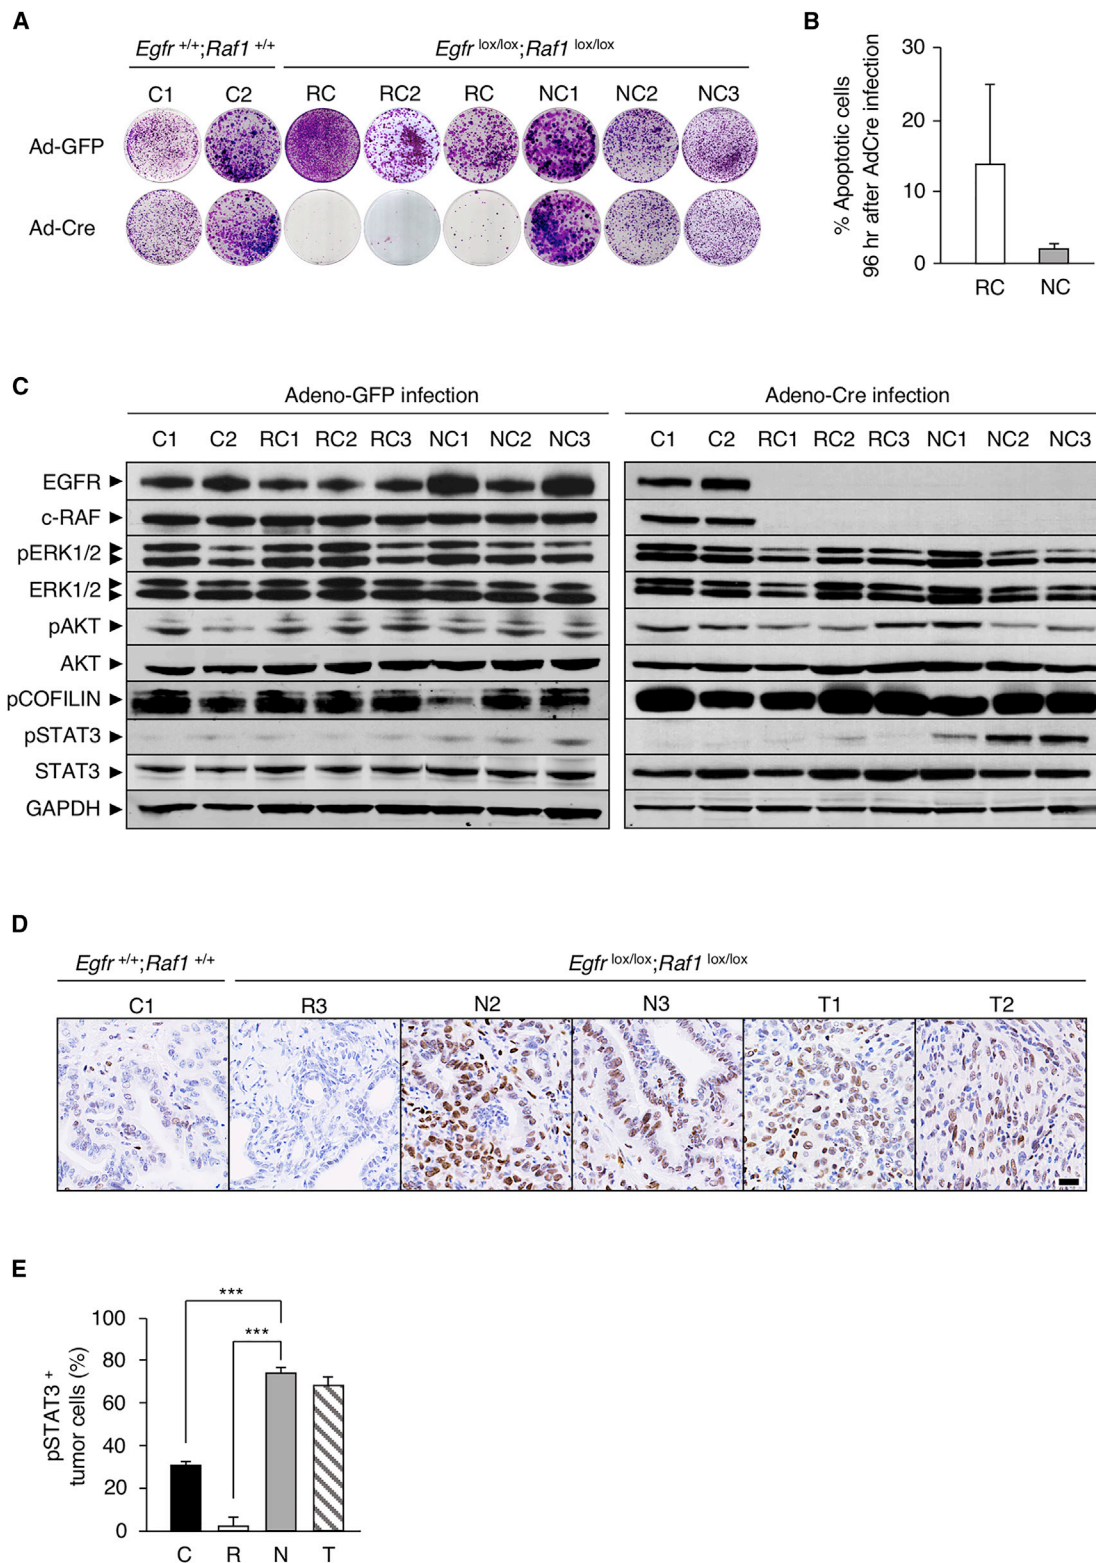 A
Egfr +/+;Raf1 +/+
Egfr lox/lox;Raf1 lox/lox
C1 C2 RC RC2 RC NC1 NC2 NC3
Ad-GFP
Ad-Cre
B
% Apoptotic cells
96 hr after AdCre infection
30
20
10
0
RC NC
C
Adeno-GFP infection
Adeno-Cre infection
C1 C2 RC1 RC2 RC3 NC1 NC2 NC3
C1 C2 RC1 RC2 RC3 NC1 NC2 NC3
EGFR
c-RAF
pERK1/2
ERK1/2
pAKT
AKT
pCOFILIN
pSTAT3
STAT3
GAPDH
D
Egfr +/+;Raf1 +/+
Egfr lox/lox;Raf1 lox/lox
C1 R3 N2 N3 T1 T2
E
pSTAT3 +
tumor cells (%)
100
80
60
40
20
0
***
***
C R N T